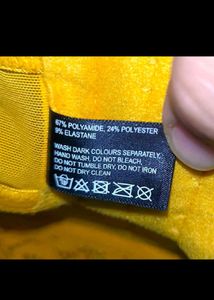 67% POLYAMIDE, 24% POLYESTER
9% ELASTANE
WASH DARK COLOURS SEPARATELY
HAND WASH, DO NOT BLEACH,
DO NOT TUMBLE DRY, DO NOT IRON
DO NOT DRY CLEAN